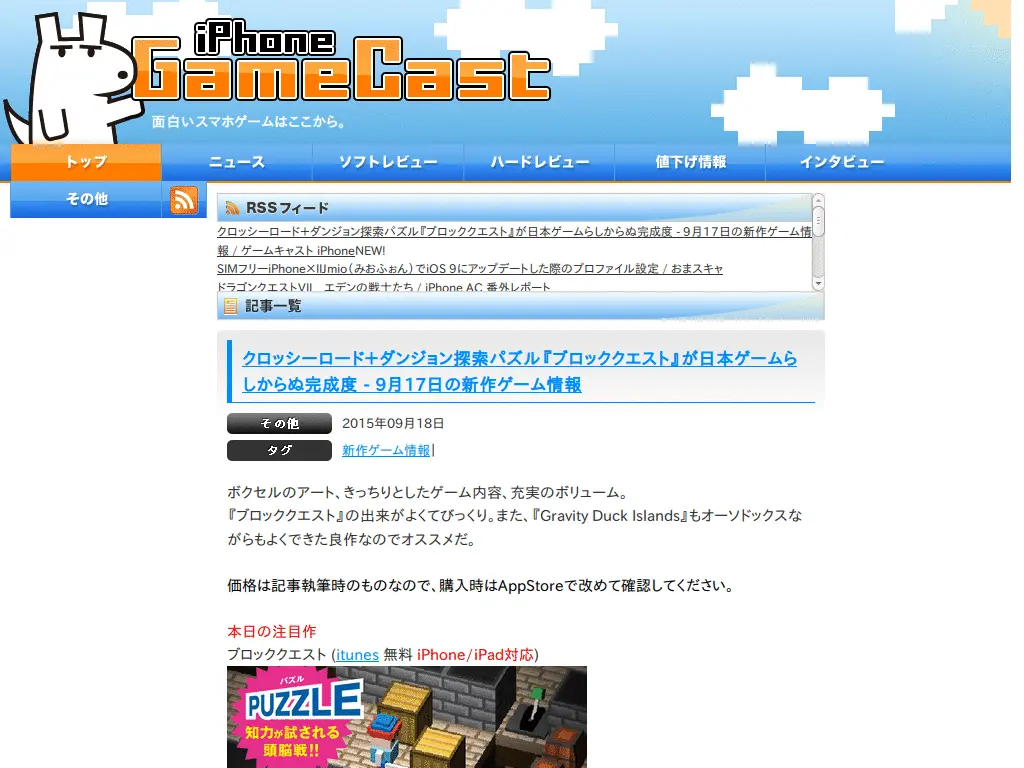 iPhone
GameCast
面白いスマホゲームはここから。
トップ
ニュース
ソフトレビュー
ハードレビュー
値下げ情報
インタビュー
その他
RSSフィード
クロッシーロード+ダンジョン探索パズル『ブロッククエスト』が日本ゲームらしからぬ完成度 - 9月17日の新作ゲーム情
報 / ゲームキャスト iPhoneNEW!
SIMフリーiPhone×IIJmio（みおふぉん）でiOS 9にアップデートした際のプロファイル設定 / おまスキャ
ドラゴンクエストVII エデンの戦士たち / iPhone AC 番外レポート
記事一覧
クロッシーロード+ダンジョン探索パズル『ブロッククエスト』が日本ゲームら
しからぬ完成度 - 9月17日の新作ゲーム情報
その他 2015年09月18日
タグ 新作ゲーム情報|
ボクセルのアート、きっちりとしたゲーム内容、充実のボリューム。
『ブロッククエスト』の出来がよくてびっくり。また、『Gravity Duck Islands』もオーソドックスな
がらもよくできた良作なのでオススメだ。
価格は記事執筆時のものなので、購入時はAppStoreで改めて確認してください。
本日の注目作
ブロッククエスト (itunes 無料 iPhone/iPad対応)
パズル
PUZZLE
知力が試される
頭脳戦!!